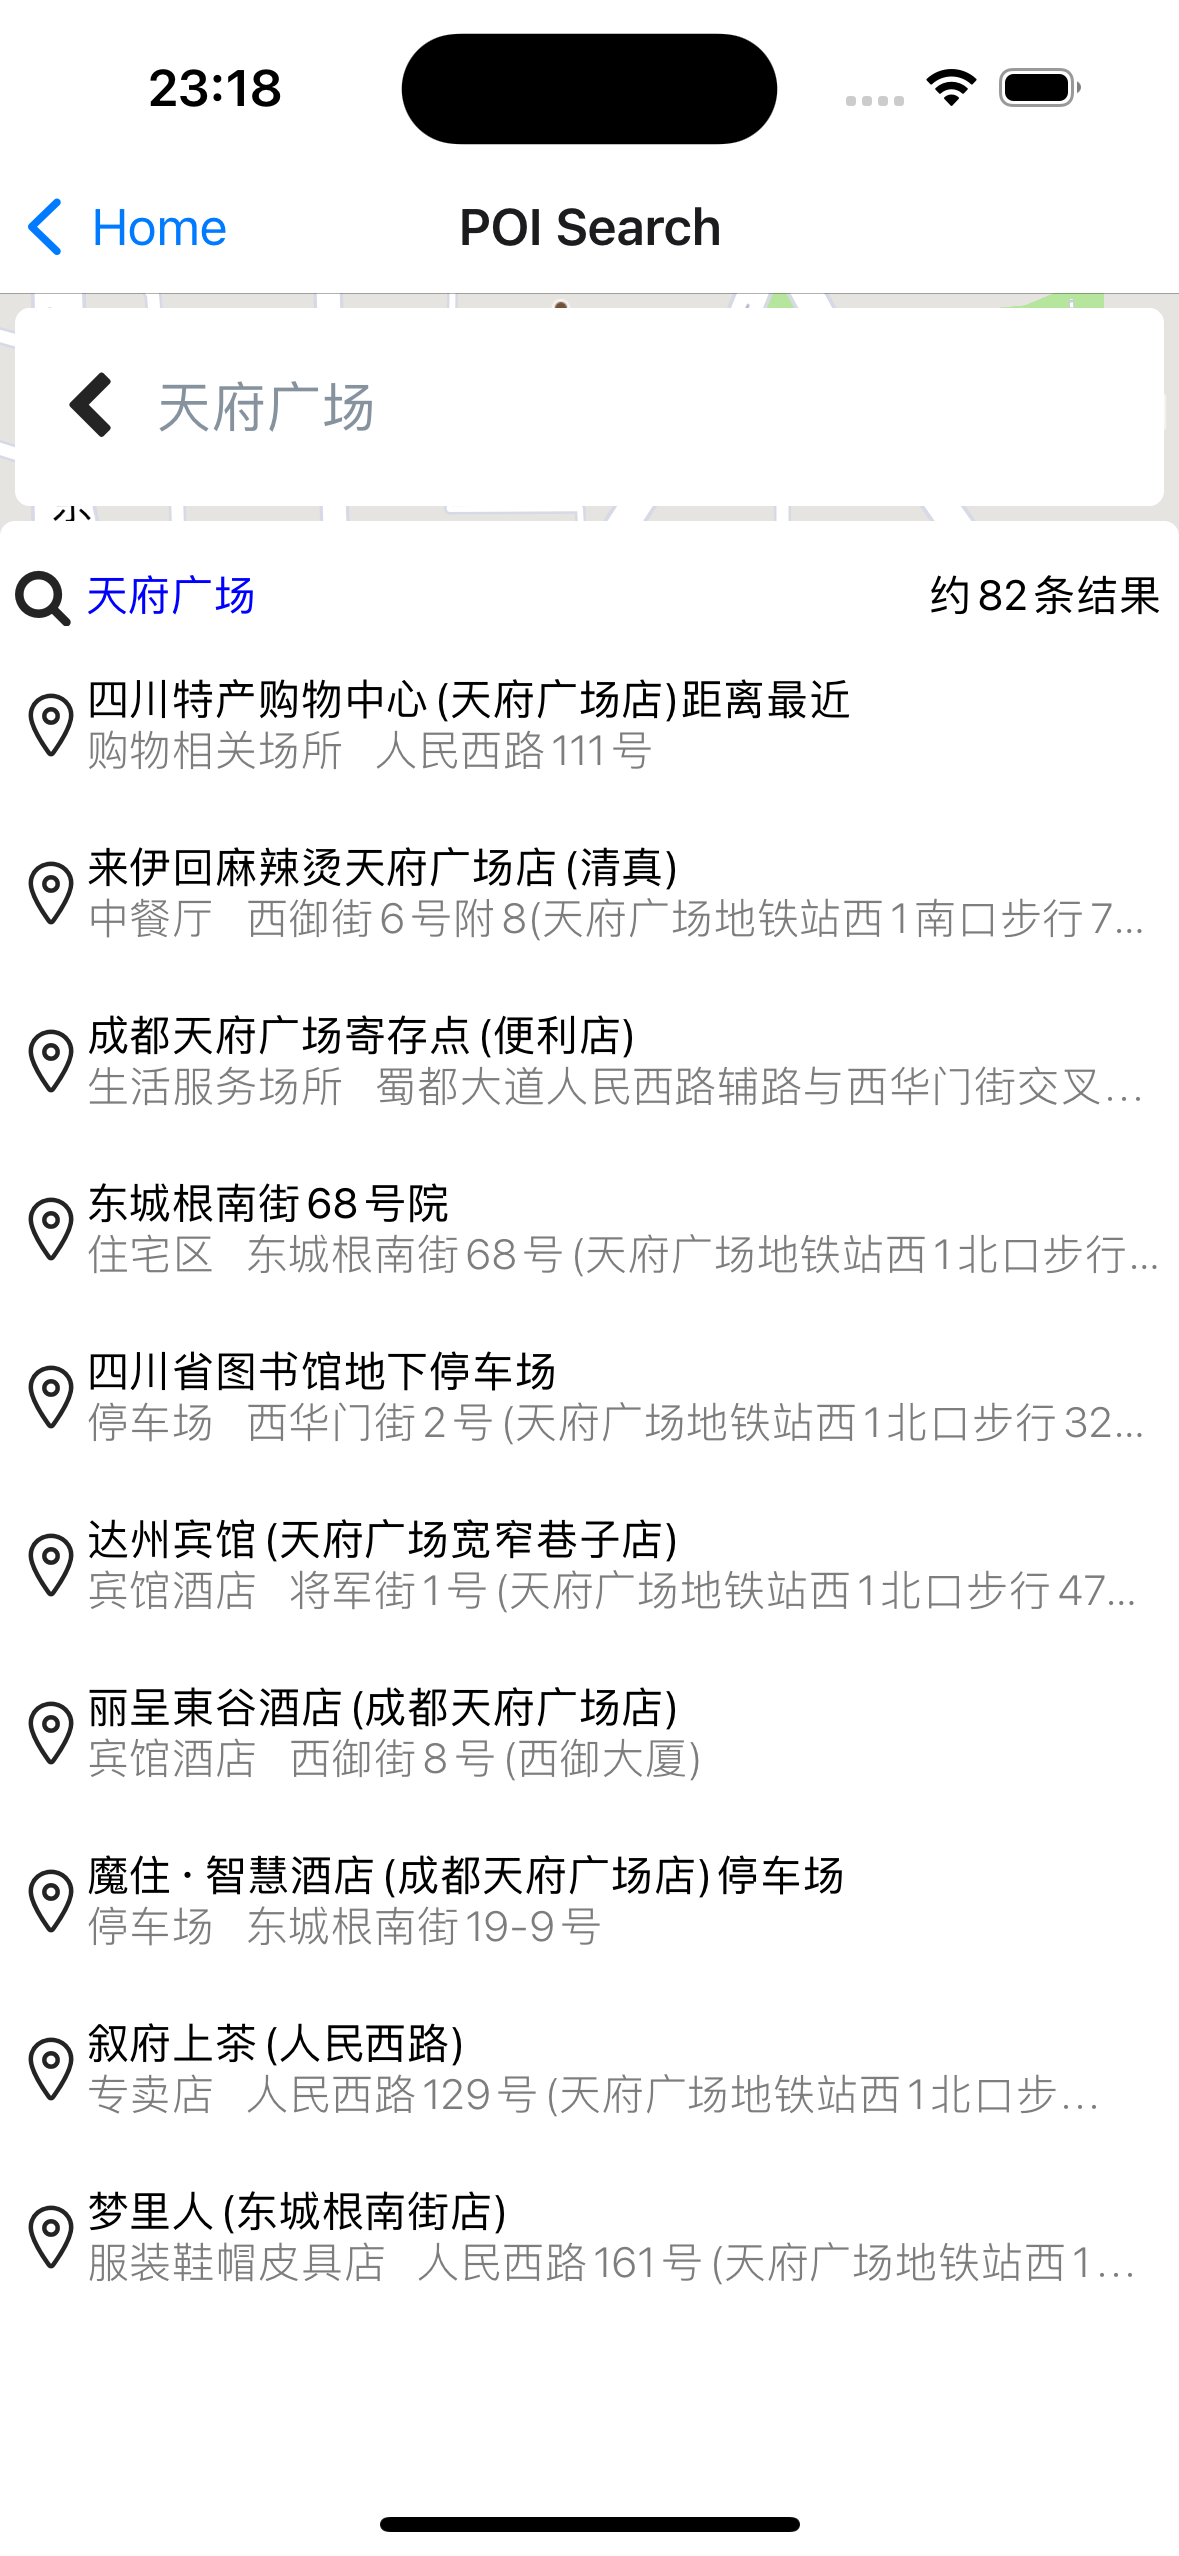 23:18
Home
POI Search
天府广场
天府广场
约82条结果
四川特产购物中心(天府广场店)距离最近
购物相关场所 人民西路111号
来伊回麻辣烫天府广场店(清真)
中餐厅 西御街6号附8(天府广场地铁站西1南口步行7...
成都天府广场寄存点(便利店)
生活服务场所 蜀都大道人民西路辅路与西华门街交叉...
东城根南街68号院
住宅区 东城根南街68号(天府广场地铁站西1北口步行...
四川省图书馆地下停车场
停车场 西华门街2号(天府广场地铁站西1北口步行32...
达州宾馆(天府广场宽窄巷子店)
宾馆酒店 将军街1号(天府广场地铁站西1北口步行47...
丽呈東谷酒店(成都天府广场店)
宾馆酒店 西御街8号(西御大厦)
魔住·智慧酒店(成都天府广场店)停车场
停车场 东城根南街19-9号
叙府上茶(人民西路)
专卖店 人民西路129号(天府广场地铁站西1北口步...
梦里人(东城根南街店)
服装鞋帽皮具店 人民西路161号(天府广场地铁站西1...